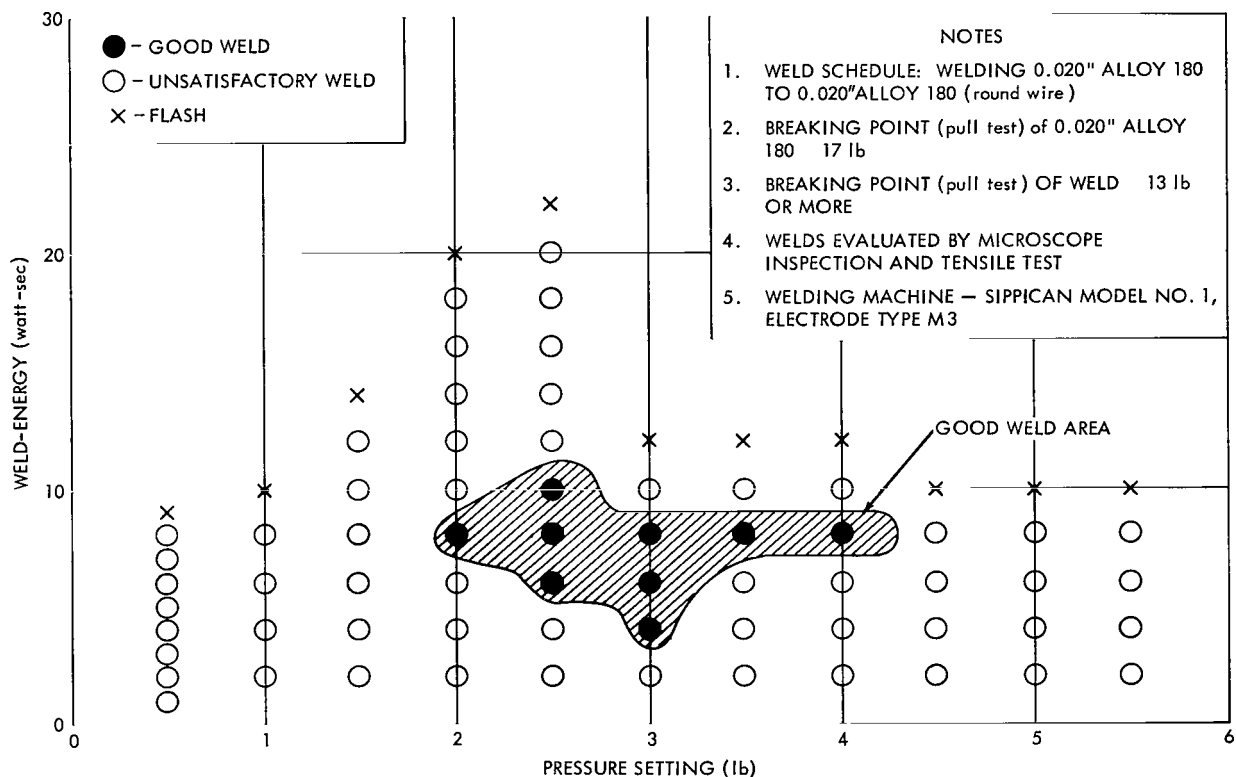 30
● – GOOD WELD
○ – UNSATISFACTORY WELD
× – FLASH
NOTES
1. WELD SCHEDULE: WELDING 0.020" ALLOY 180
TO 0.020"ALLOY 180 (round wire)
2. BREAKING POINT (pull test) of 0.020" ALLOY
180 17 lb
3. BREAKING POINT (pull test) OF WELD 13 lb
OR MORE
4. WELDS EVALUATED BY MICROSCOPE
INSPECTION AND TENSILE TEST
5. WELDING MACHINE — SIPPICAN MODEL NO. 1,
ELECTRODE TYPE M3
20
WELD-ENERGY (watt-sec)
GOOD WELD AREA
10
0
0 1 2 3 4 5 6
PRESSURE SETTING (lb)